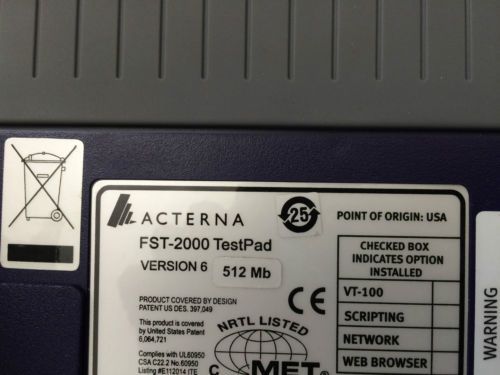 25
POINT OF ORIGIN: USA
ACTERNA
FST-2000 TestPad
VERSION 6
512 Mb
CHECKED BOX
INDICATES OPTION
INSTALLED
VT-100
SCRIPTING
NETWORK
WEB BROWSER
PRODUCT COVERED BY DESIGN
PATENT US DES. 397,049
This product is covered by
United States Patent
6,064,721
Complies with UL60950
CSA C22.2 No.60950
Listing #E112014 ITE
CE
NRTL LISTED
C
MET
WARNING